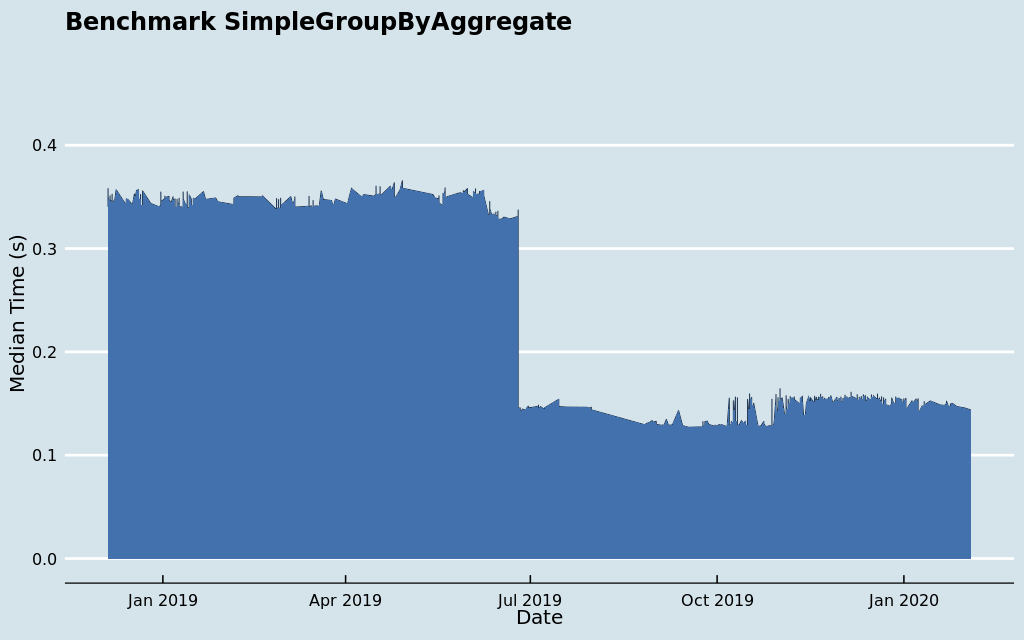 Benchmark SimpleGroupByAggregate
0.4
0.3
0.2
0.1
0.0
Median Time (s)
Jan 2019 Apr 2019 Jul 2019 Oct 2019 Jan 2020
Date